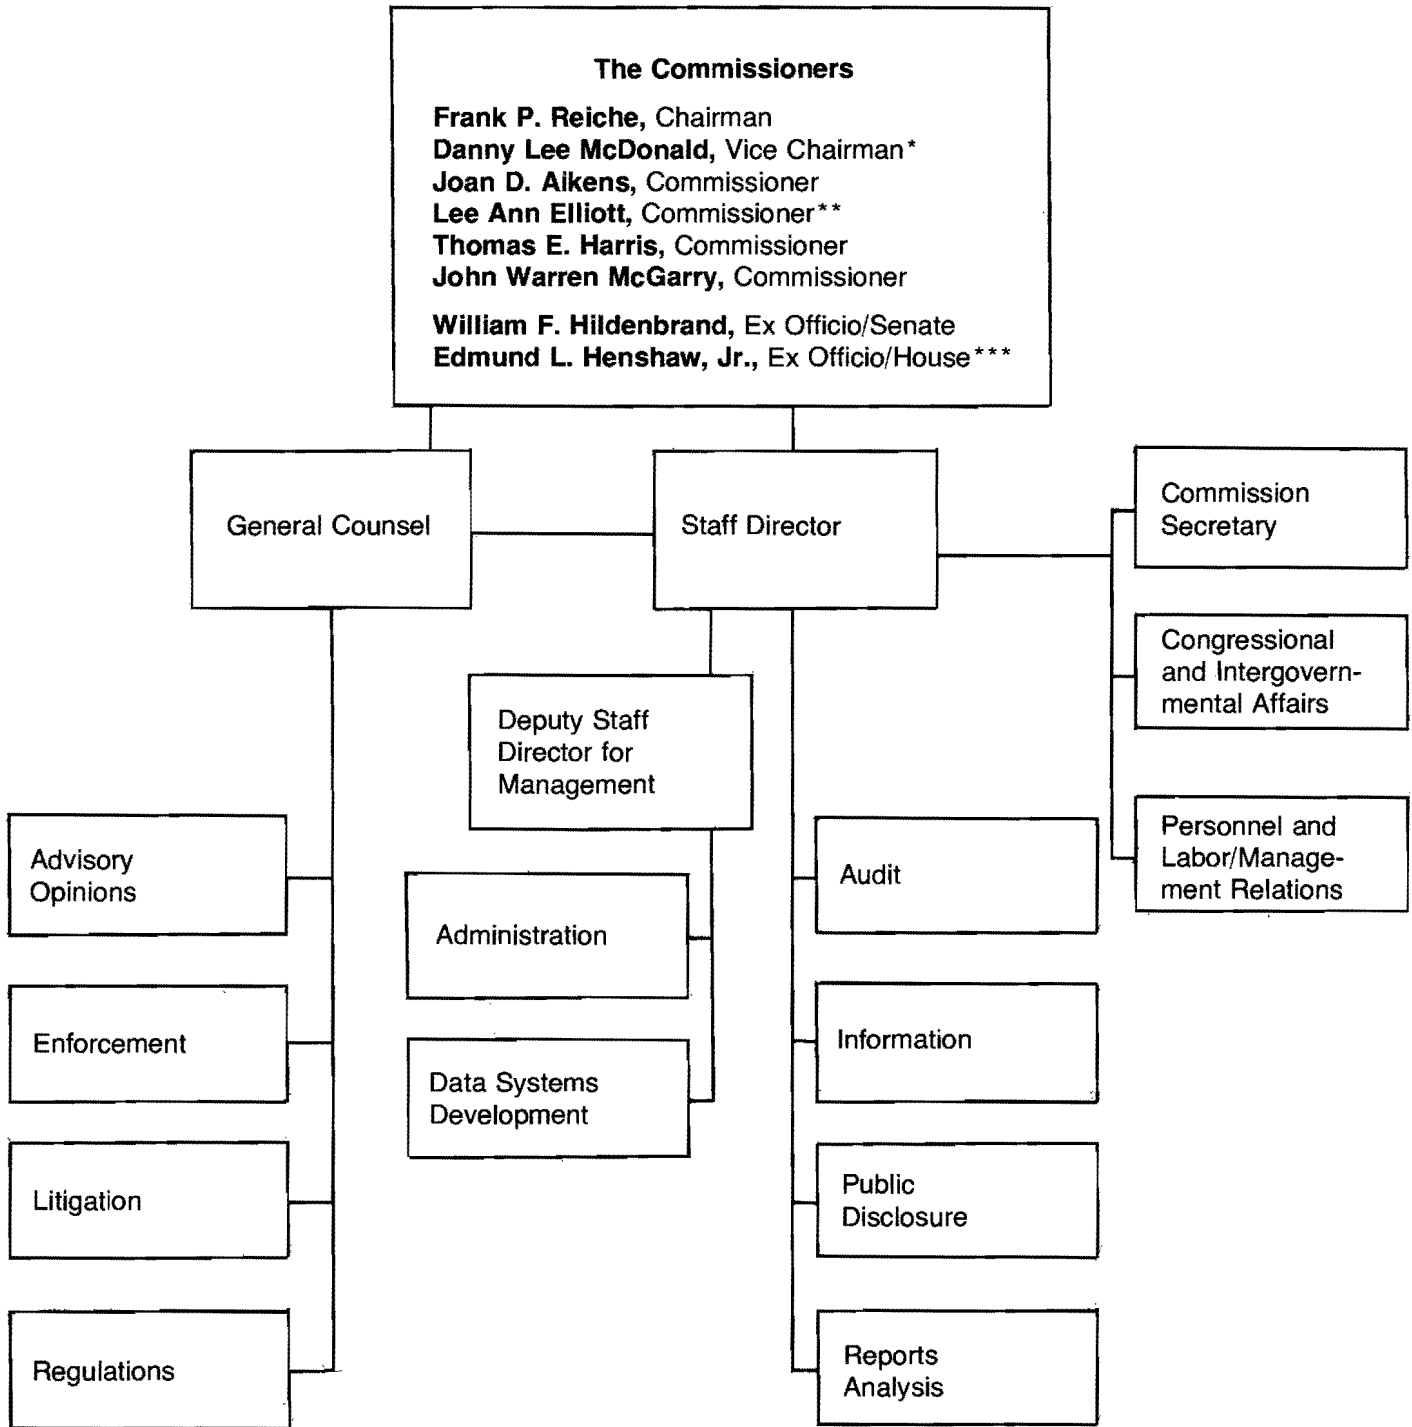 The Commissioners
Frank P. Reiche, Chairman
Danny Lee McDonald, Vice Chairman*
Joan D. Aikens, Commissioner
Lee Ann Elliott, Commissioner**
Thomas E. Harris, Commissioner
John Warren McGarry, Commissioner
William F. Hildenbrand, Ex Officio/Senate
Edmund L. Henshaw, Jr., Ex Officio/House***
General Counsel
Staff Director
Commission
Secretary
Congressional
and Intergovern-
mental Affairs
Personnel and
Labor/Manage-
ment Relations
Deputy Staff
Director for
Management
Advisory
Opinions
Enforcement
Litigation
Regulations
Administration
Data Systems
Development
Audit
Information
Public
Disclosure
Reports
Analysis